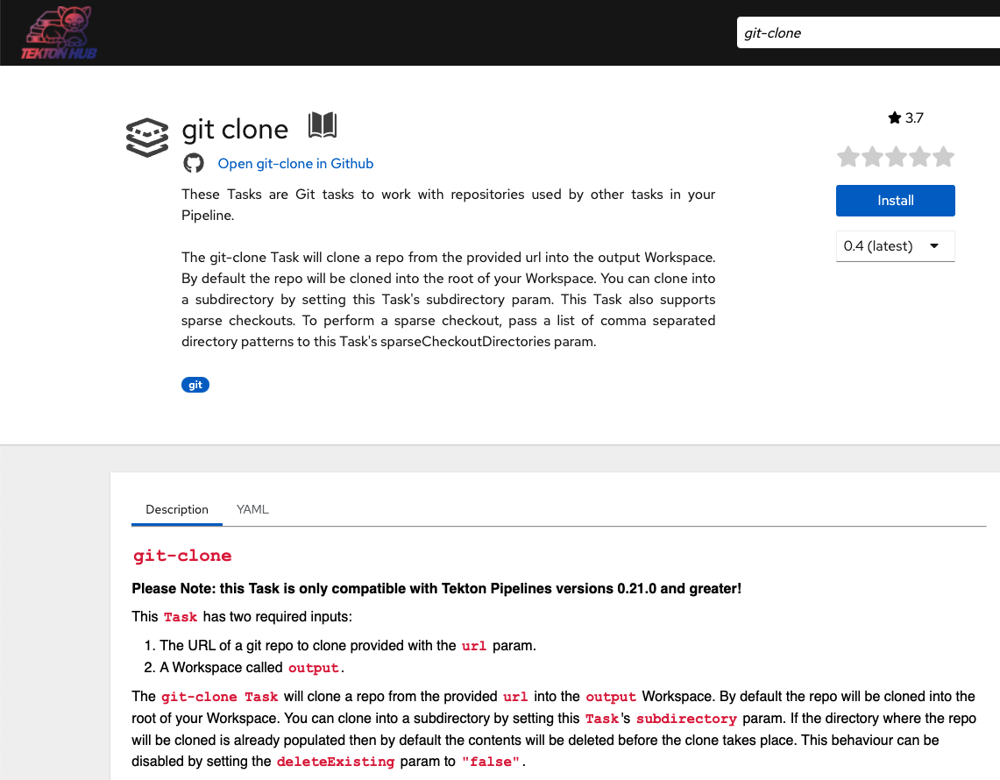 TEKTON HUB
git-clone
git clone
★ 3.7
Open git-clone in Github
These Tasks are Git tasks to work with repositories used by other tasks in your
Pipeline.
Install
The git-clone Task will clone a repo from the provided url into the output Workspace.
0.4 (latest)
By default the repo will be cloned into the root of your Workspace. You can clone into
a subdirectory by setting this Task's subdirectory param. This Task also supports
sparse checkouts. To perform a sparse checkout, pass a list of comma separated
directory patterns to this Task's sparseCheckoutDirectories param.
git
Description YAML
git-clone
Please Note: this Task is only compatible with Tekton Pipelines versions 0.21.0 and greater!
This Task has two required inputs:
1. The URL of a git repo to clone provided with the url param.
2. A Workspace called output.
The git-clone Task will clone a repo from the provided url into the output Workspace. By default the repo will be cloned into the
root of your Workspace. You can clone into a subdirectory by setting this Task's subdirectory param. If the directory where the repo
will be cloned is already populated then by default the contents will be deleted before the clone takes place. This behaviour can be
disabled by setting the deleteExisting param to "false".